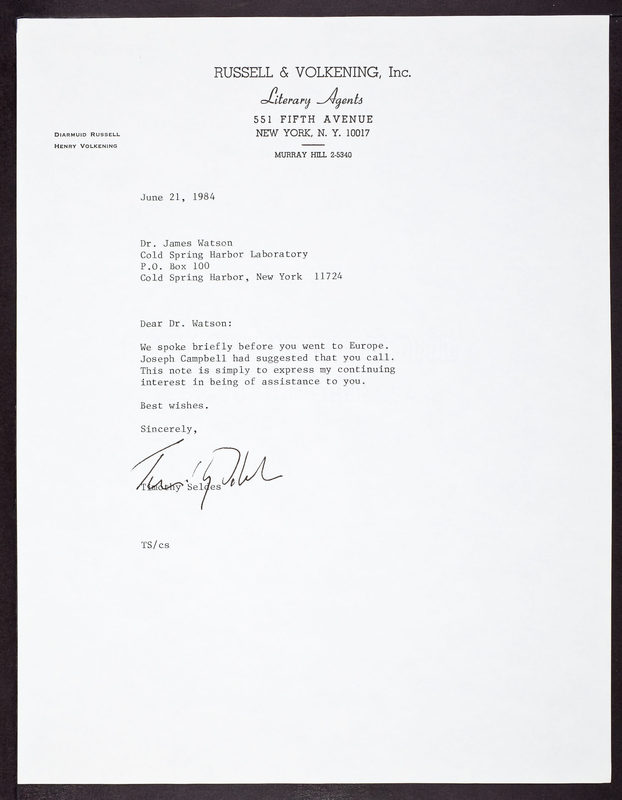 RUSSELL & VOLKENING, Inc.
Literary Agents
551 FIFTH AVENUE
NEW YORK, N. Y. 10017
MURRAY HILL 2-5340
DIARMUID RUSSELL
HENRY VOLKENING
June 21, 1984
Dr. James Watson
Cold Spring Harbor Laboratory
P.O. Box 100
Cold Spring Harbor, New York 11724
Dear Dr. Watson:
We spoke briefly before you went to Europe.
Joseph Campbell had suggested that you call.
This note is simply to express my continuing
interest in being of assistance to you.
Best wishes.
Sincerely,
Timothy Seldes
TS/cs